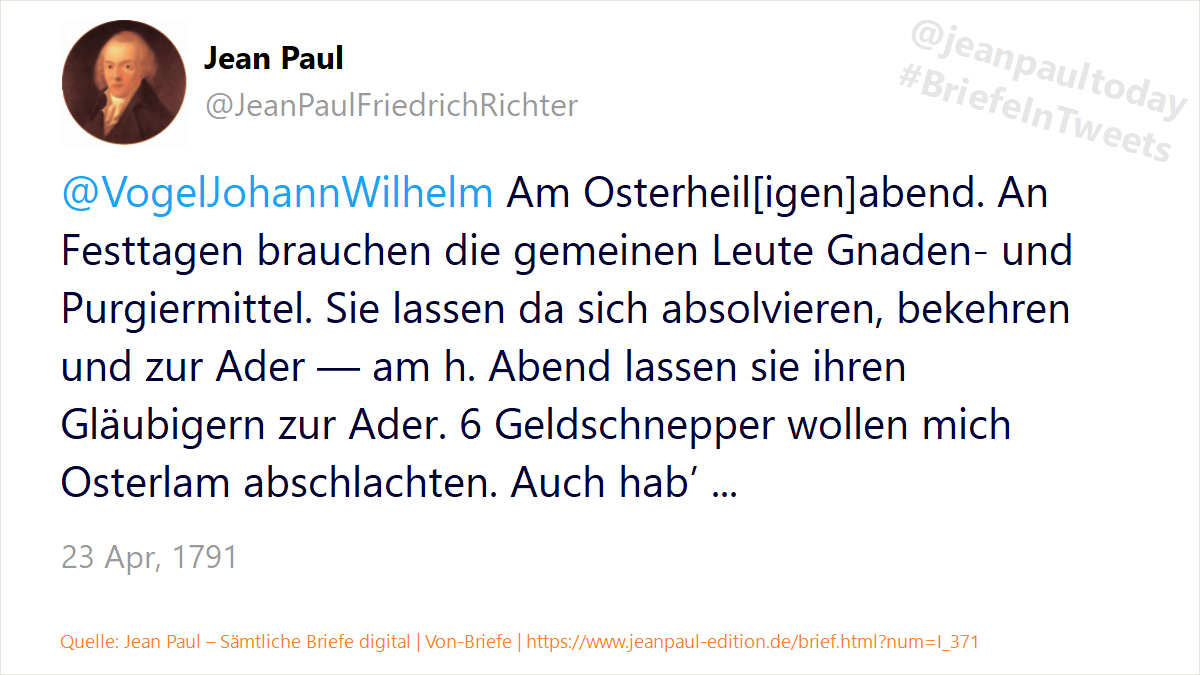 Jean Paul
@JeanPaulFriedrichRichter
@jeanpaultoday
#BriefeInTweets
@VogelJohannWilhelm Am Osterheil[igen]abend. An
Festtagen brauchen die gemeinen Leute Gnaden- und
Purgiermittel. Sie lassen da sich absolvieren, bekehren
und zur Ader — am h. Abend lassen sie ihren
Gläubigern zur Ader. 6 Geldschnepper wollen mich
Osterlam abschlachten. Auch hab’ ...
23 Apr, 1791
Quelle: Jean Paul – Sämtliche Briefe digital | Von-Briefe | https://www.jeanpaul-edition.de/brief.html?num=I_371